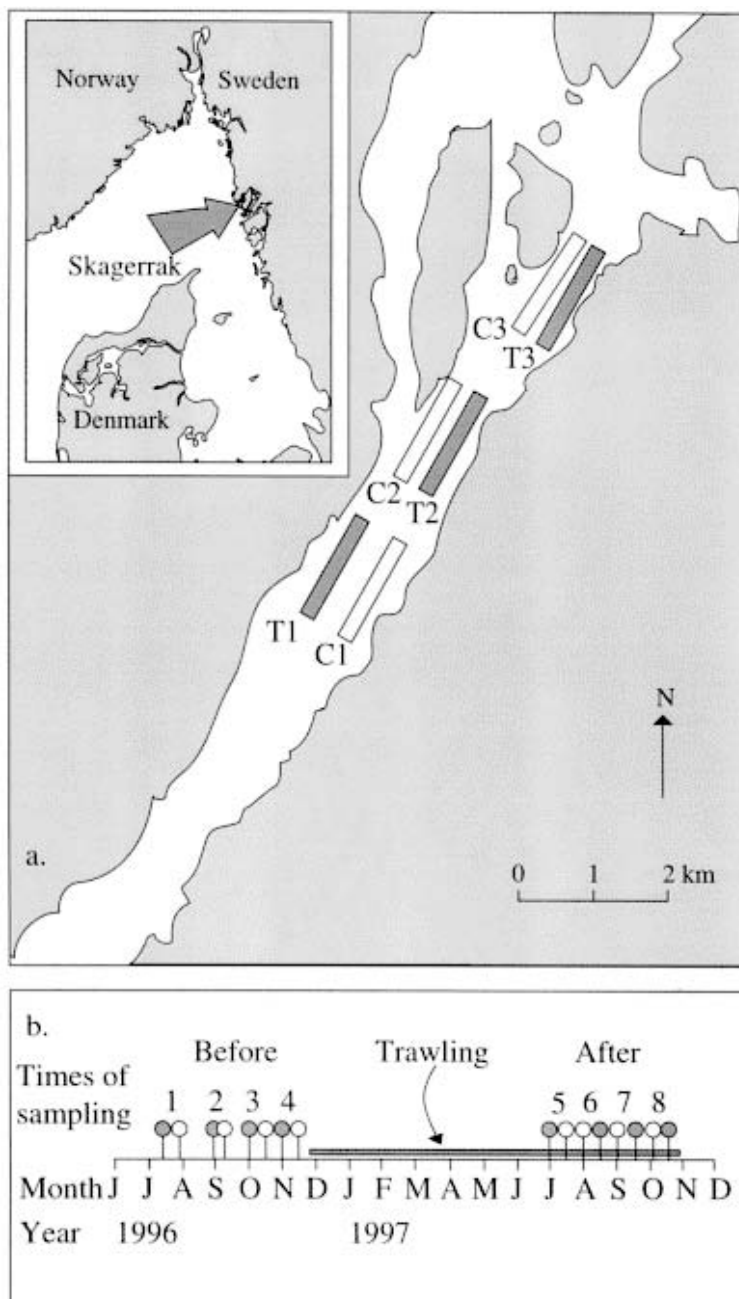 Norway Sweden
Skagerrak
Denmark
C3
T3
C2
T2
T1
C1
N
a.
0 1 2 km
b.
Before Trawling After
Times of
sampling
1 2 3 4 5 6 7 8
Month J J A S O N D J F M A M J J A S O N D
Year 1996 1997